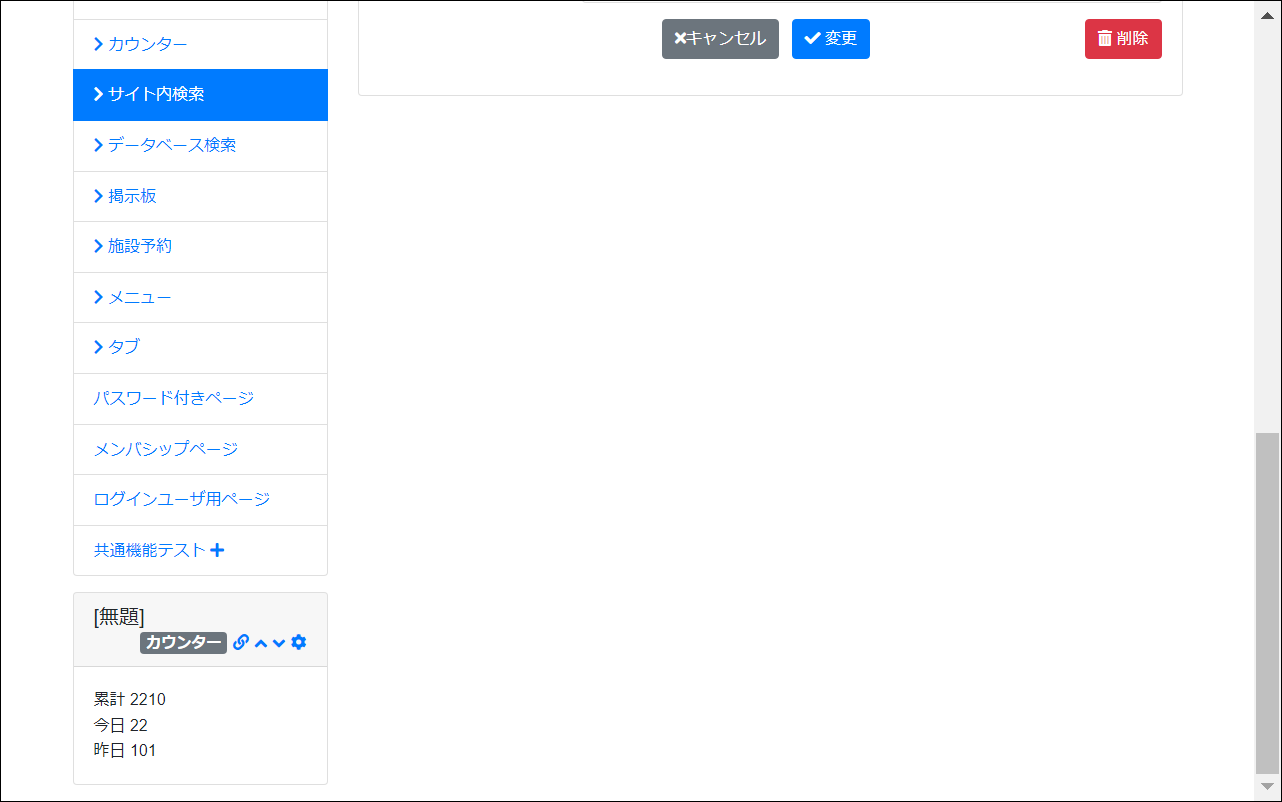 カウンター
サイト内検索
データベース検索
掲示板
施設予約
メニュー
タブ
パスワード付きページ
メンバシップページ
ログインユーザ用ページ
共通機能テスト
[無題]
カウンター
累計 2210
今日 22
昨日 101
キャンセル 変更 削除